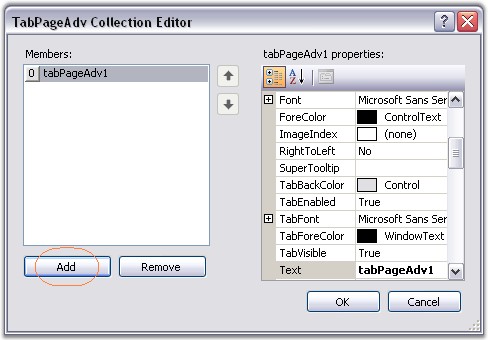 TabPageAdv Collection Editor
Members:
0 tabPageAdv1
Add
Remove
tabPageAdv1 properties:
Font Microsoft Sans Ser
ForeColor ControlText
ImageIndex (none)
RightToLeft No
SuperTooltip
TabBackColor Control
TabEnabled True
TabFont Microsoft Sans Ser
TabForeColor WindowText
TabVisible True
Text tabPageAdv1
OK
Cancel